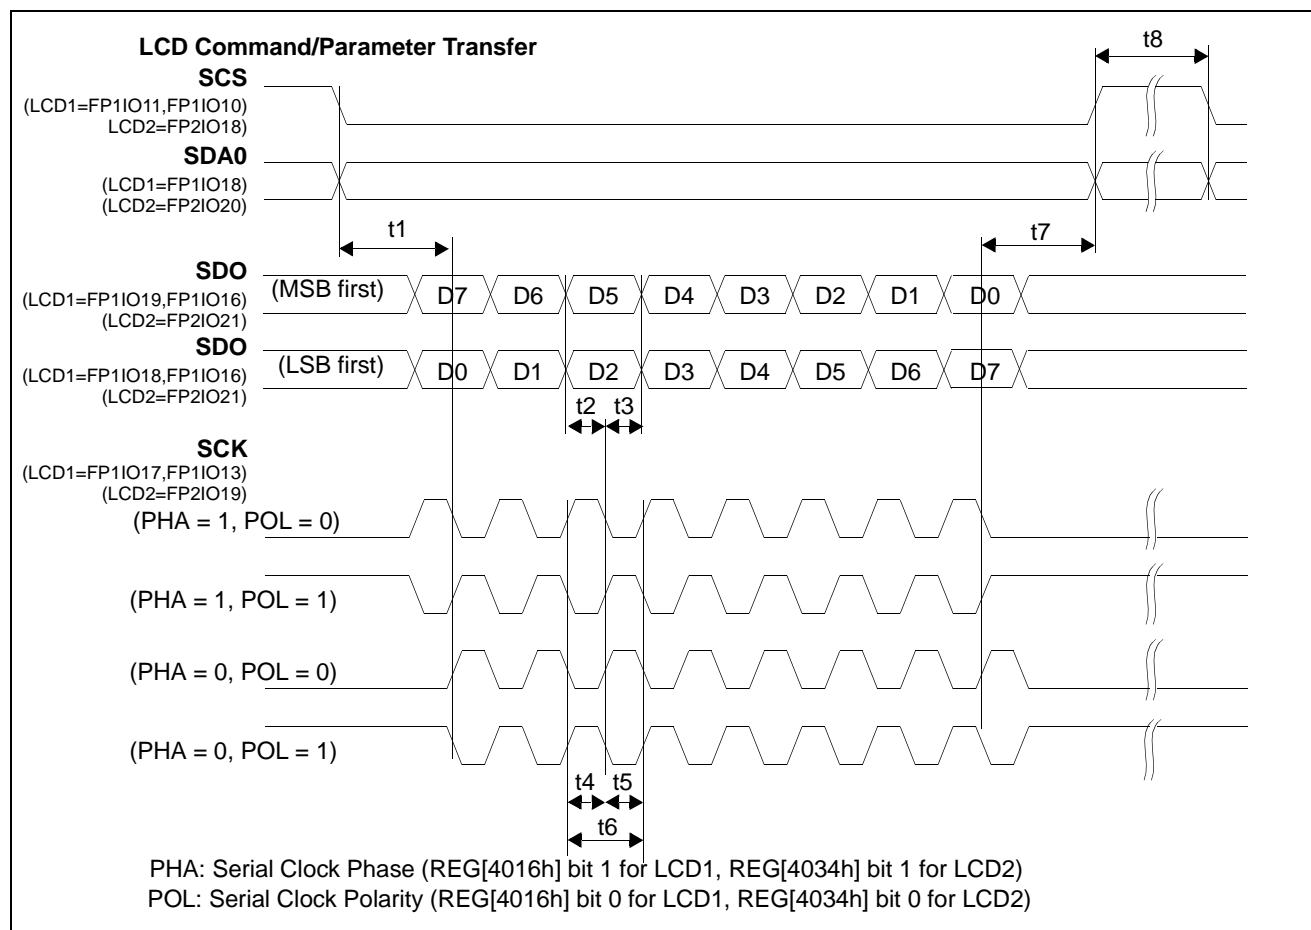 LCD Command/Parameter Transfer
t8
SCS
(LCD1=FP1IO11,FP1IO10)
LCD2=FP2IO18)
SDA0
(LCD1=FP1IO18)
(LCD2=FP2IO20)
t1
t7
SDO
(LCD1=FP1IO19,FP1IO16)
(LCD2=FP2IO21)
(MSB first) D7 D6 D5 D4 D3 D2 D1 D0
SDO
(LCD1=FP1IO18,FP1IO16)
(LCD2=FP2IO21)
(LSB first) D0 D1 D2 D3 D4 D5 D6 D7
t2 t3
SCK
(LCD1=FP1IO17,FP1IO13)
(LCD2=FP2IO19)
(PHA = 1, POL = 0)
(PHA = 1, POL = 1)
(PHA = 0, POL = 0)
(PHA = 0, POL = 1)
t4 t5
t6
PHA: Serial Clock Phase (REG[4016h] bit 1 for LCD1, REG[4034h] bit 1 for LCD2)
POL: Serial Clock Polarity (REG[4016h] bit 0 for LCD1, REG[4034h] bit 0 for LCD2)